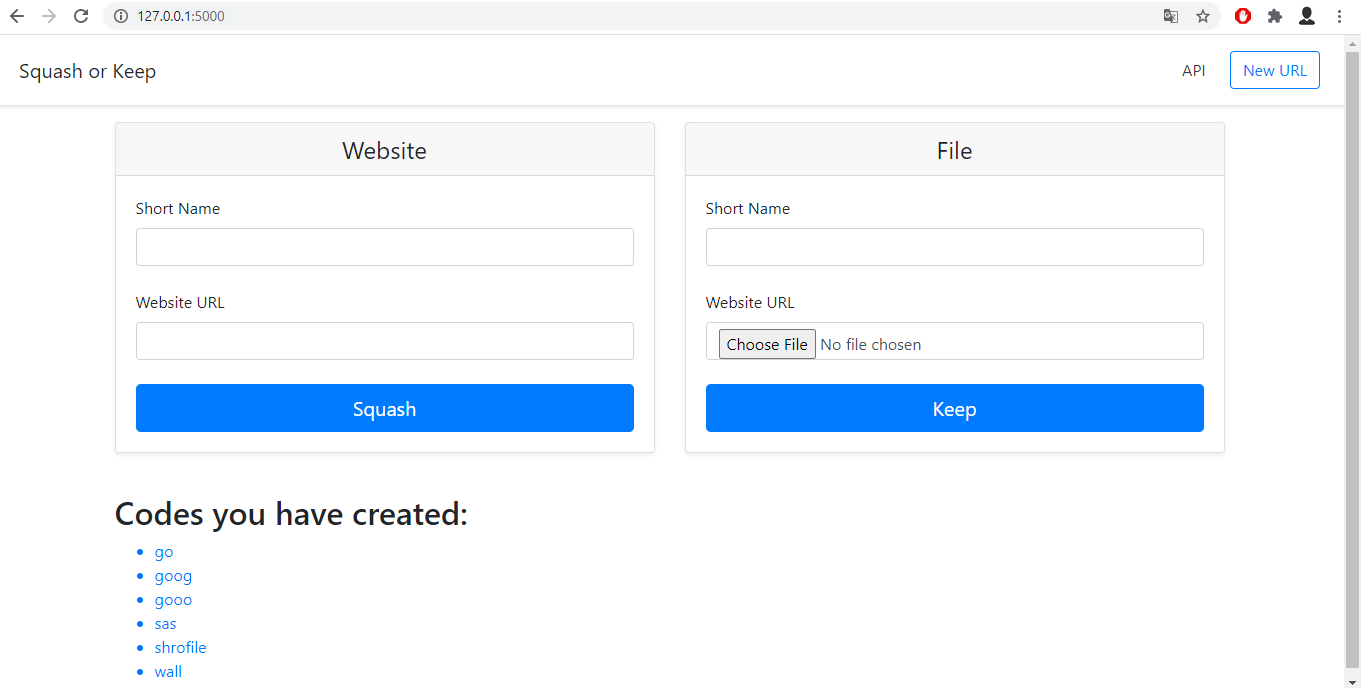 127.0.0.1:5000
Squash or Keep
API
New URL
Website
Short Name
Website URL
Squash
File
Short Name
Website URL
Choose File No file chosen
Keep
Codes you have created:
go
goog
gooo
sas
shrofile
wall